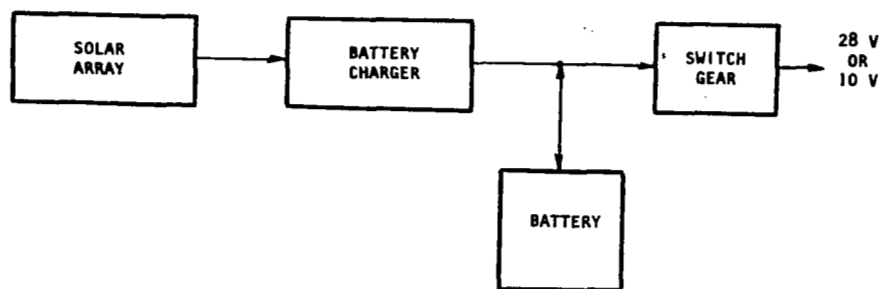 SOLAR
ARRAY
BATTERY
CHARGER
SWITCH
GEAR
28 V
OR
10 V
BATTERY